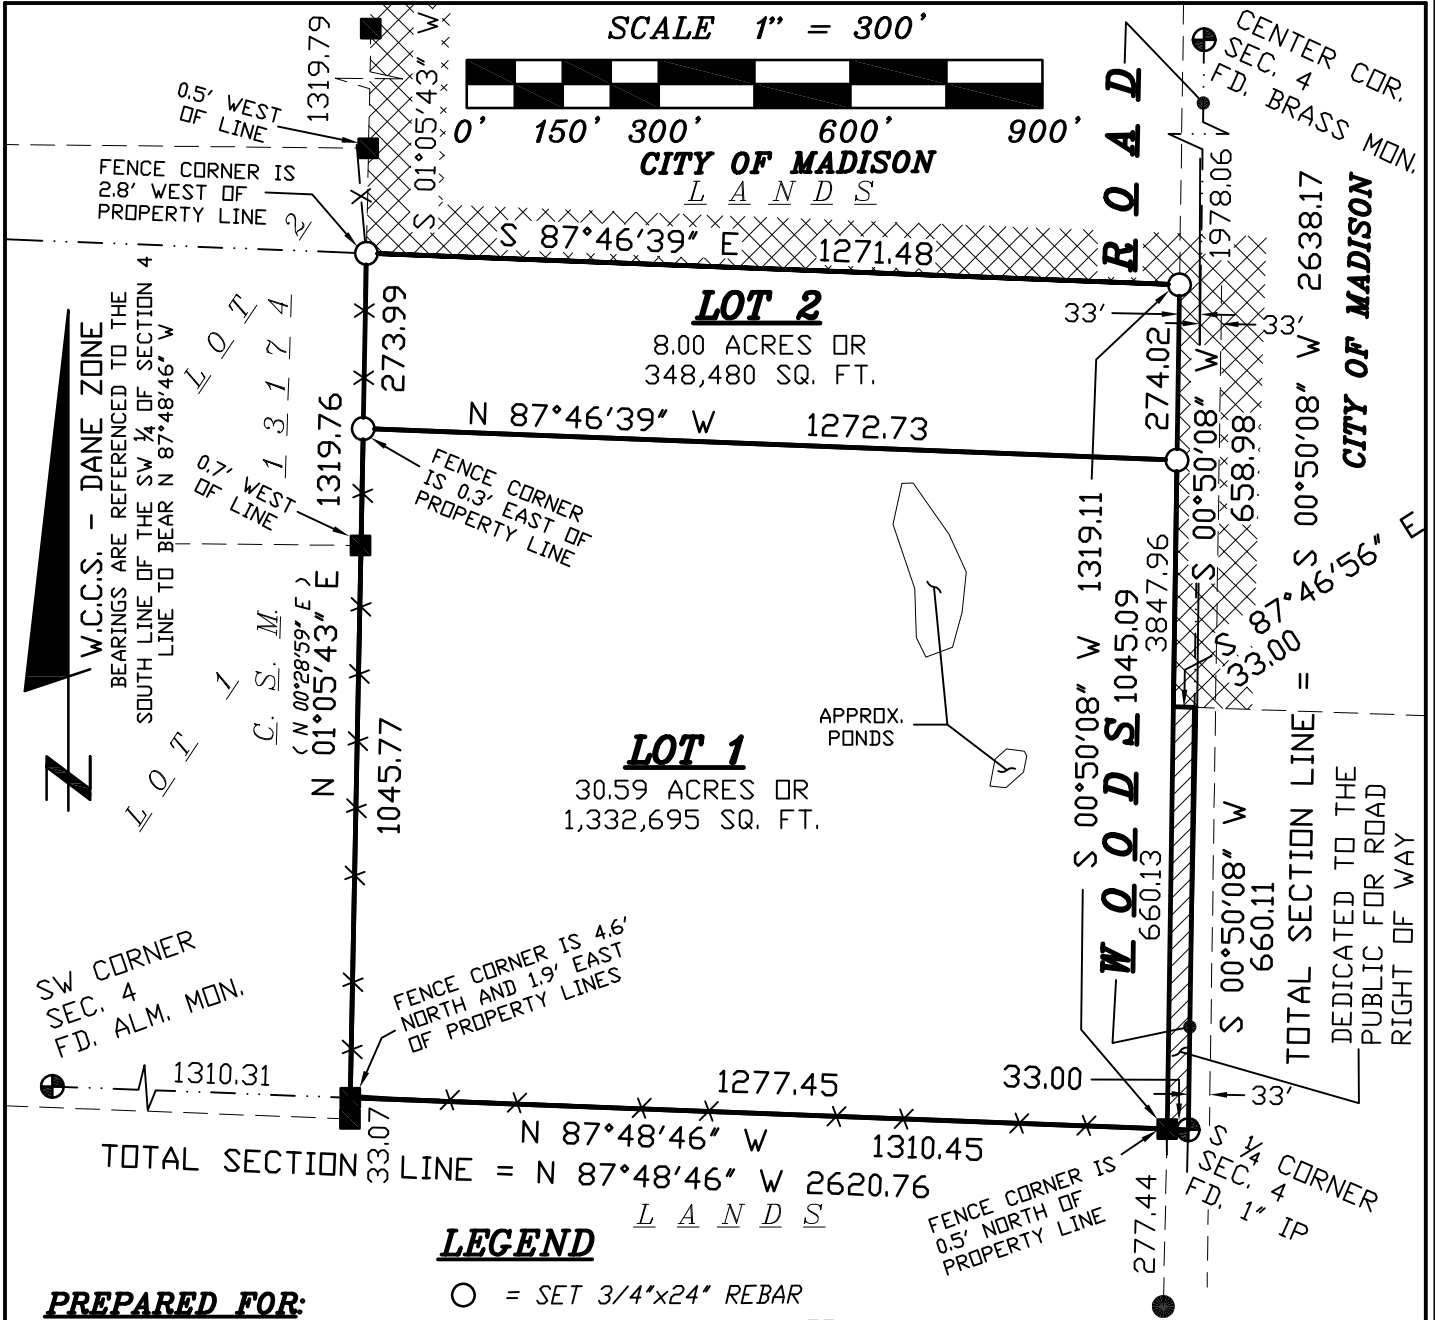 SCALE 1" = 300'
0' 150' 300' 600' 900'
CITY OF MADISON
L A N D S
1319.79
S 01°05'43" W
0.5' WEST
OF LINE
FENCE CORNER IS
2.8' WEST OF
PROPERTY LINE
CENTER COR.
SEC. 4
FD. BRASS MON.
1978.06
2638.17
CITY OF MADISON
S 87°46'39" E 1271.48
LOT 2
8.00 ACRES OR
348,480 SQ. FT.
33'
33'
273.99
274.02
N 87°46'39" W 1272.73
W.C.C.S. - DANE ZONE
BEARINGS ARE REFERENCED TO THE
SOUTH LINE OF THE SW 1/4 OF SECTION 4
LINE TO BEAR N 87°48'46" W
LOT 2
13174
1319.76
0.7' WEST
OF LINE
FENCE CORNER
IS 0.3' EAST OF
PROPERTY LINE
LOT 1
C. S. M.
( N 00°28'59" E )
N 01°05'43" E
1045.77
S 00°50'08" W
658.98
S 00°50'08" W
TOTAL SECTION LINE =
S 87°46'56" E
33.00
S 00°50'08" W 1319.11
1045.09
3847.96
WOODS ROAD
660.13
APPROX.
PONDS
LOT 1
30.59 ACRES OR
1,332,695 SQ. FT.
S 00°50'08" W
660.11
DEDICATED TO THE
PUBLIC FOR ROAD
RIGHT OF WAY
SW CORNER
SEC. 4
FD. ALM. MON.
FENCE CORNER IS 4.6'
NORTH AND 1.9' EAST
OF PROPERTY LINES
1310.31
1277.45
33.00
33'
33.07
N 87°48'46" W 1310.45
TOTAL SECTION LINE = N 87°48'46" W 2620.76
L A N D S
FENCE CORNER IS
0.5' NORTH OF
PROPERTY LINE
277.44
S 1/4 CORNER
SEC. 4
FD. 1" IP
LEGEND
= SET 3/4"x24" REBAR
PREPARED FOR: